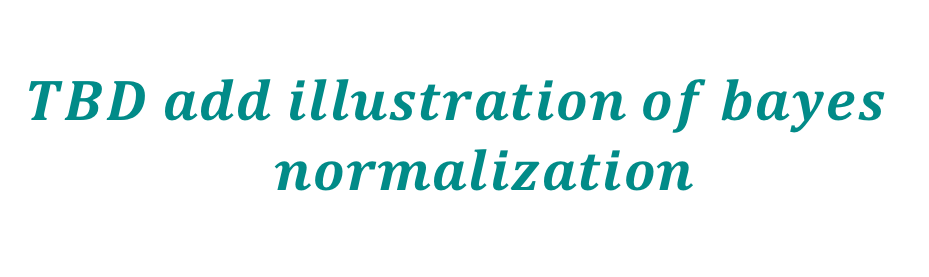 TBD add illustration of bayes
normalization